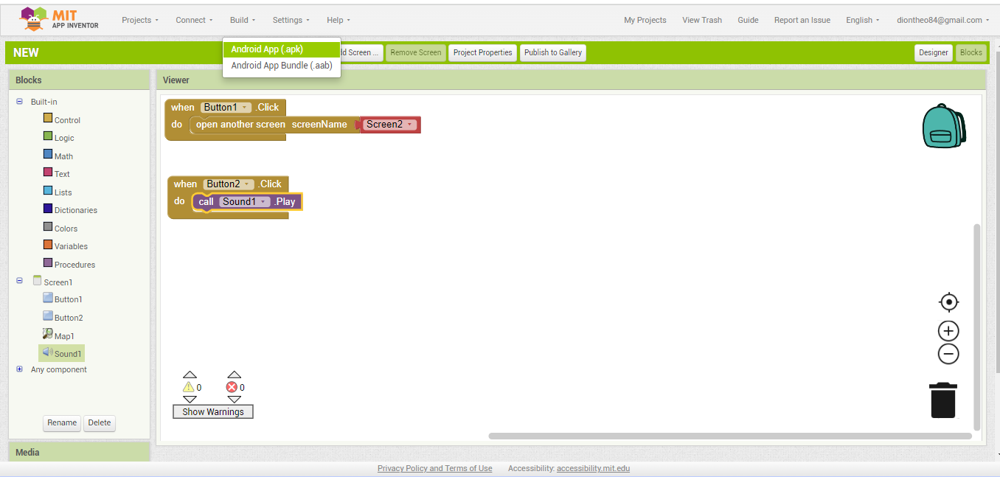 MIT
APP INVENTOR
Projects Connect Build Settings Help
My Projects View Trash Guide Report an Issue English diontheo84@gmail.com
NEW
Android App (.apk)
Android App Bundle (.aab)
ld Screen ... Remove Screen Project Properties Publish to Gallery
Designer Blocks
Blocks
Viewer
Built-in
Control
Logic
Math
Text
Lists
Dictionaries
Colors
Variables
Procedures
Screen1
Button1
Button2
Map1
Sound1
Any component
Rename Delete
Media
when Button1 .Click
do open another screen screenName Screen2
when Button2 .Click
do call Sound1 .Play
0 0
Show Warnings
Privacy Policy and Terms of Use Accessibility: accessibility.mit.edu